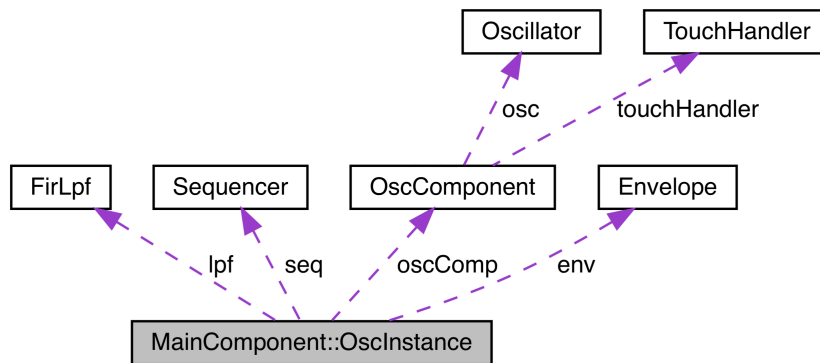 Oscillator
TouchHandler
osc
touchHandler
FirLpf
Sequencer
OscComponent
Envelope
lpf
seq
oscComp
env
MainComponent::OscInstance